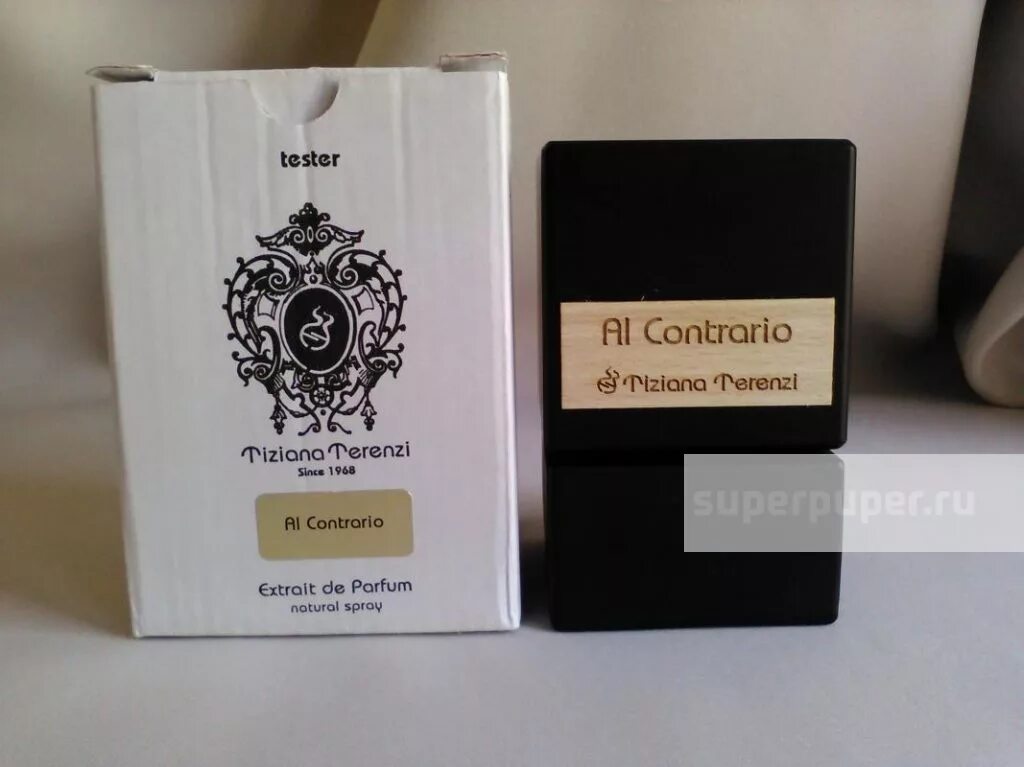 tester
Tiziana Terenzi
Since 1968
Al Contrario
Extrait de Parfum
natural spray
Al Contrario
Tiziana Terenzi
superpuper.ru